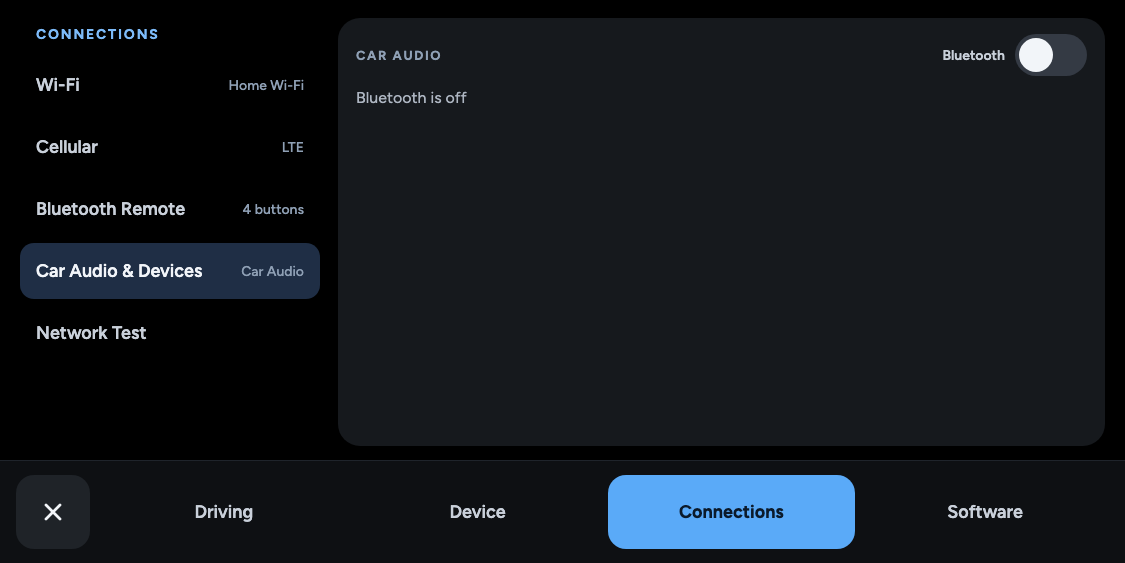 CONNECTIONS
Wi-Fi Home Wi-Fi
Cellular LTE
Bluetooth Remote 4 buttons
Car Audio & Devices Car Audio
Network Test
CAR AUDIO Bluetooth
Bluetooth is off
Driving Device Connections Software